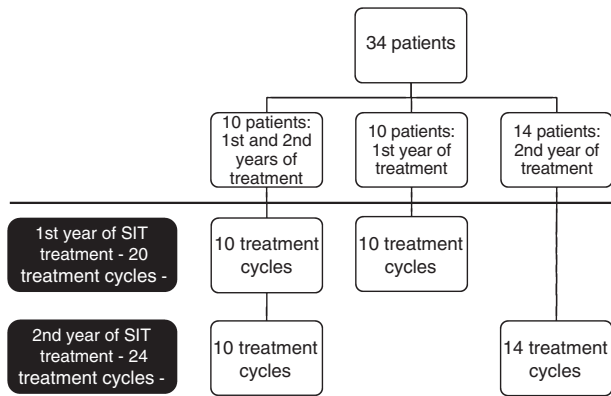 34 patients
10 patients:
1st and 2nd
years of
treatment
10 patients:
1st year of
treatment
14 patients:
2nd year of
treatment
1st year of SIT
treatment - 20
treatment cycles -
10 treatment
cycles
10 treatment
cycles
2nd year of SIT
treatment - 24
treatment cycles -
10 treatment
cycles
14 treatment
cycles